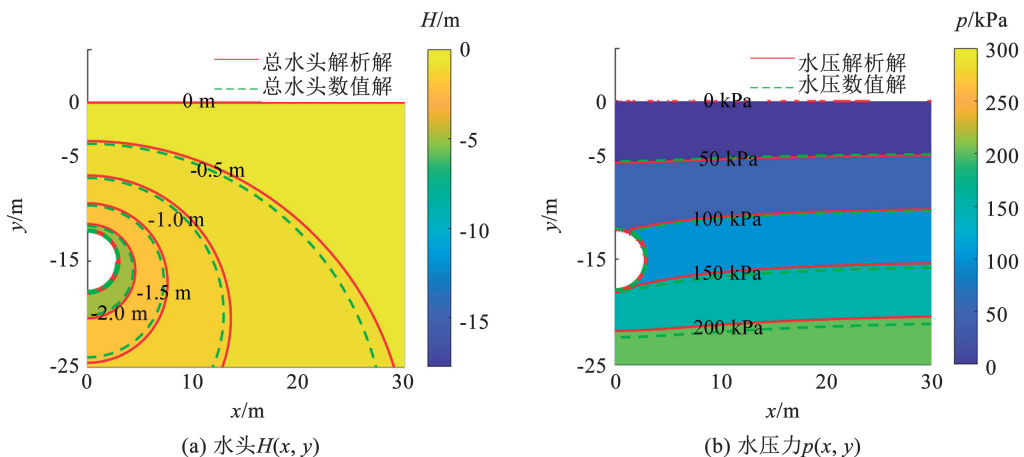 H/m
总水头解析解
总水头数值解
0 m
-0.5 m
-1.0 m
-1.5 m
-2.0 m
0
-5
-15
-25
y/m
0
10
20
30
x/m
0
-5
-10
-15
(a) 水头H(x, y)
p/kPa
水压解析解
水压数值解
0 kPa
50 kPa
100 kPa
150 kPa
200 kPa
0
-5
-15
-25
y/m
0
10
20
30
x/m
300
250
200
150
100
50
0
(b) 水压力p(x, y)